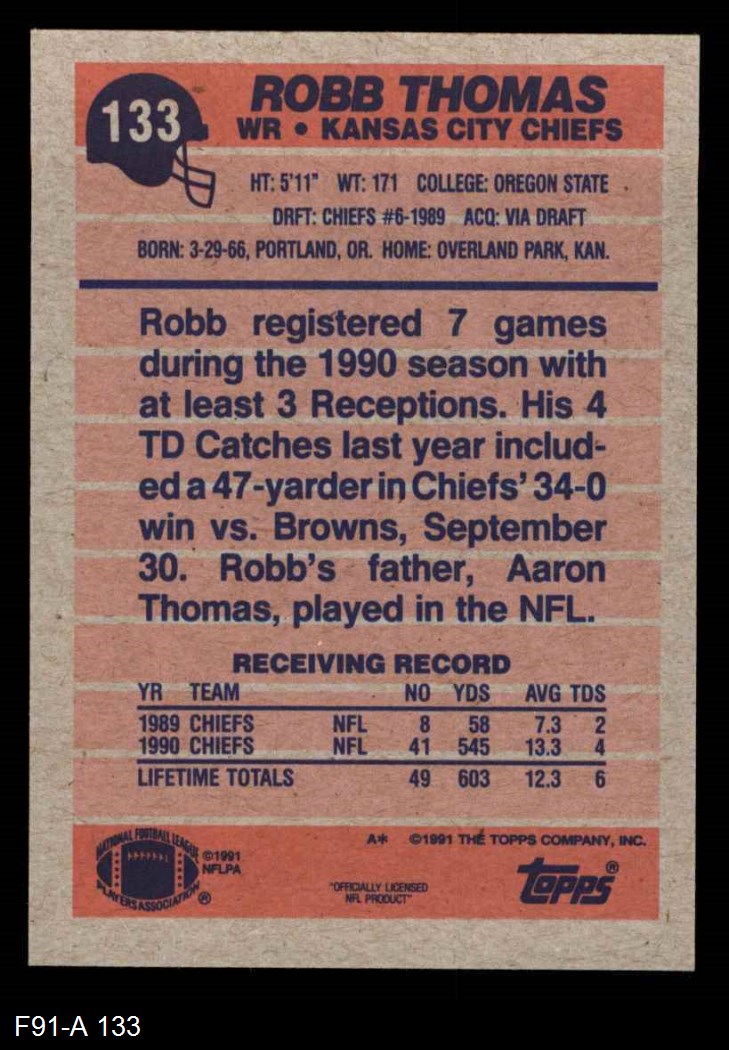 133
ROBB THOMAS
WR • KANSAS CITY CHIEFS
HT: 5'11" WT: 171 COLLEGE: OREGON STATE
DRFT: CHIEFS #6-1989 ACQ: VIA DRAFT
BORN: 3-29-66, PORTLAND, OR. HOME: OVERLAND PARK, KAN.
Robb registered 7 games
during the 1990 season with
at least 3 Receptions. His 4
TD Catches last year includ-
ed a 47-yarder in Chiefs' 34-0
win vs. Browns, September
30. Robb's father, Aaron
Thomas, played in the NFL.
RECEIVING RECORD
YR TEAM NO YDS AVG TDS
1989 CHIEFS NFL 8 58 7.3 2
1990 CHIEFS NFL 41 545 13.3 4
LIFETIME TOTALS 49 603 12.3 6
A* ©1991 THE TOPPS COMPANY, INC.
NATIONAL FOOTBALL LEAGUE
PLAYERS ASSOCIATION ®
©1991
NFLPA
"OFFICIALLY LICENSED
NFL PRODUCT"
topps®
F91-A 133